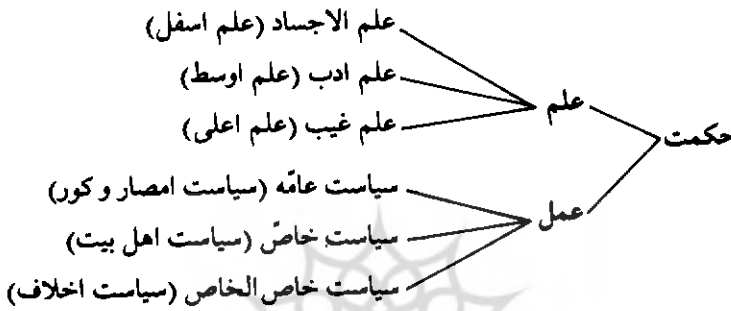 علم الاجساد (علم اسفل)
علم ادب (علم اوسط)
علم
علم غیب (علم اعلی)
حکمت
سیاست عامّه (سیاست امصار و کور)
عمل
سیاست خاصّ (سیاست اهل بیت)
سیاست خاص الخاص (سیاست اخلاف)